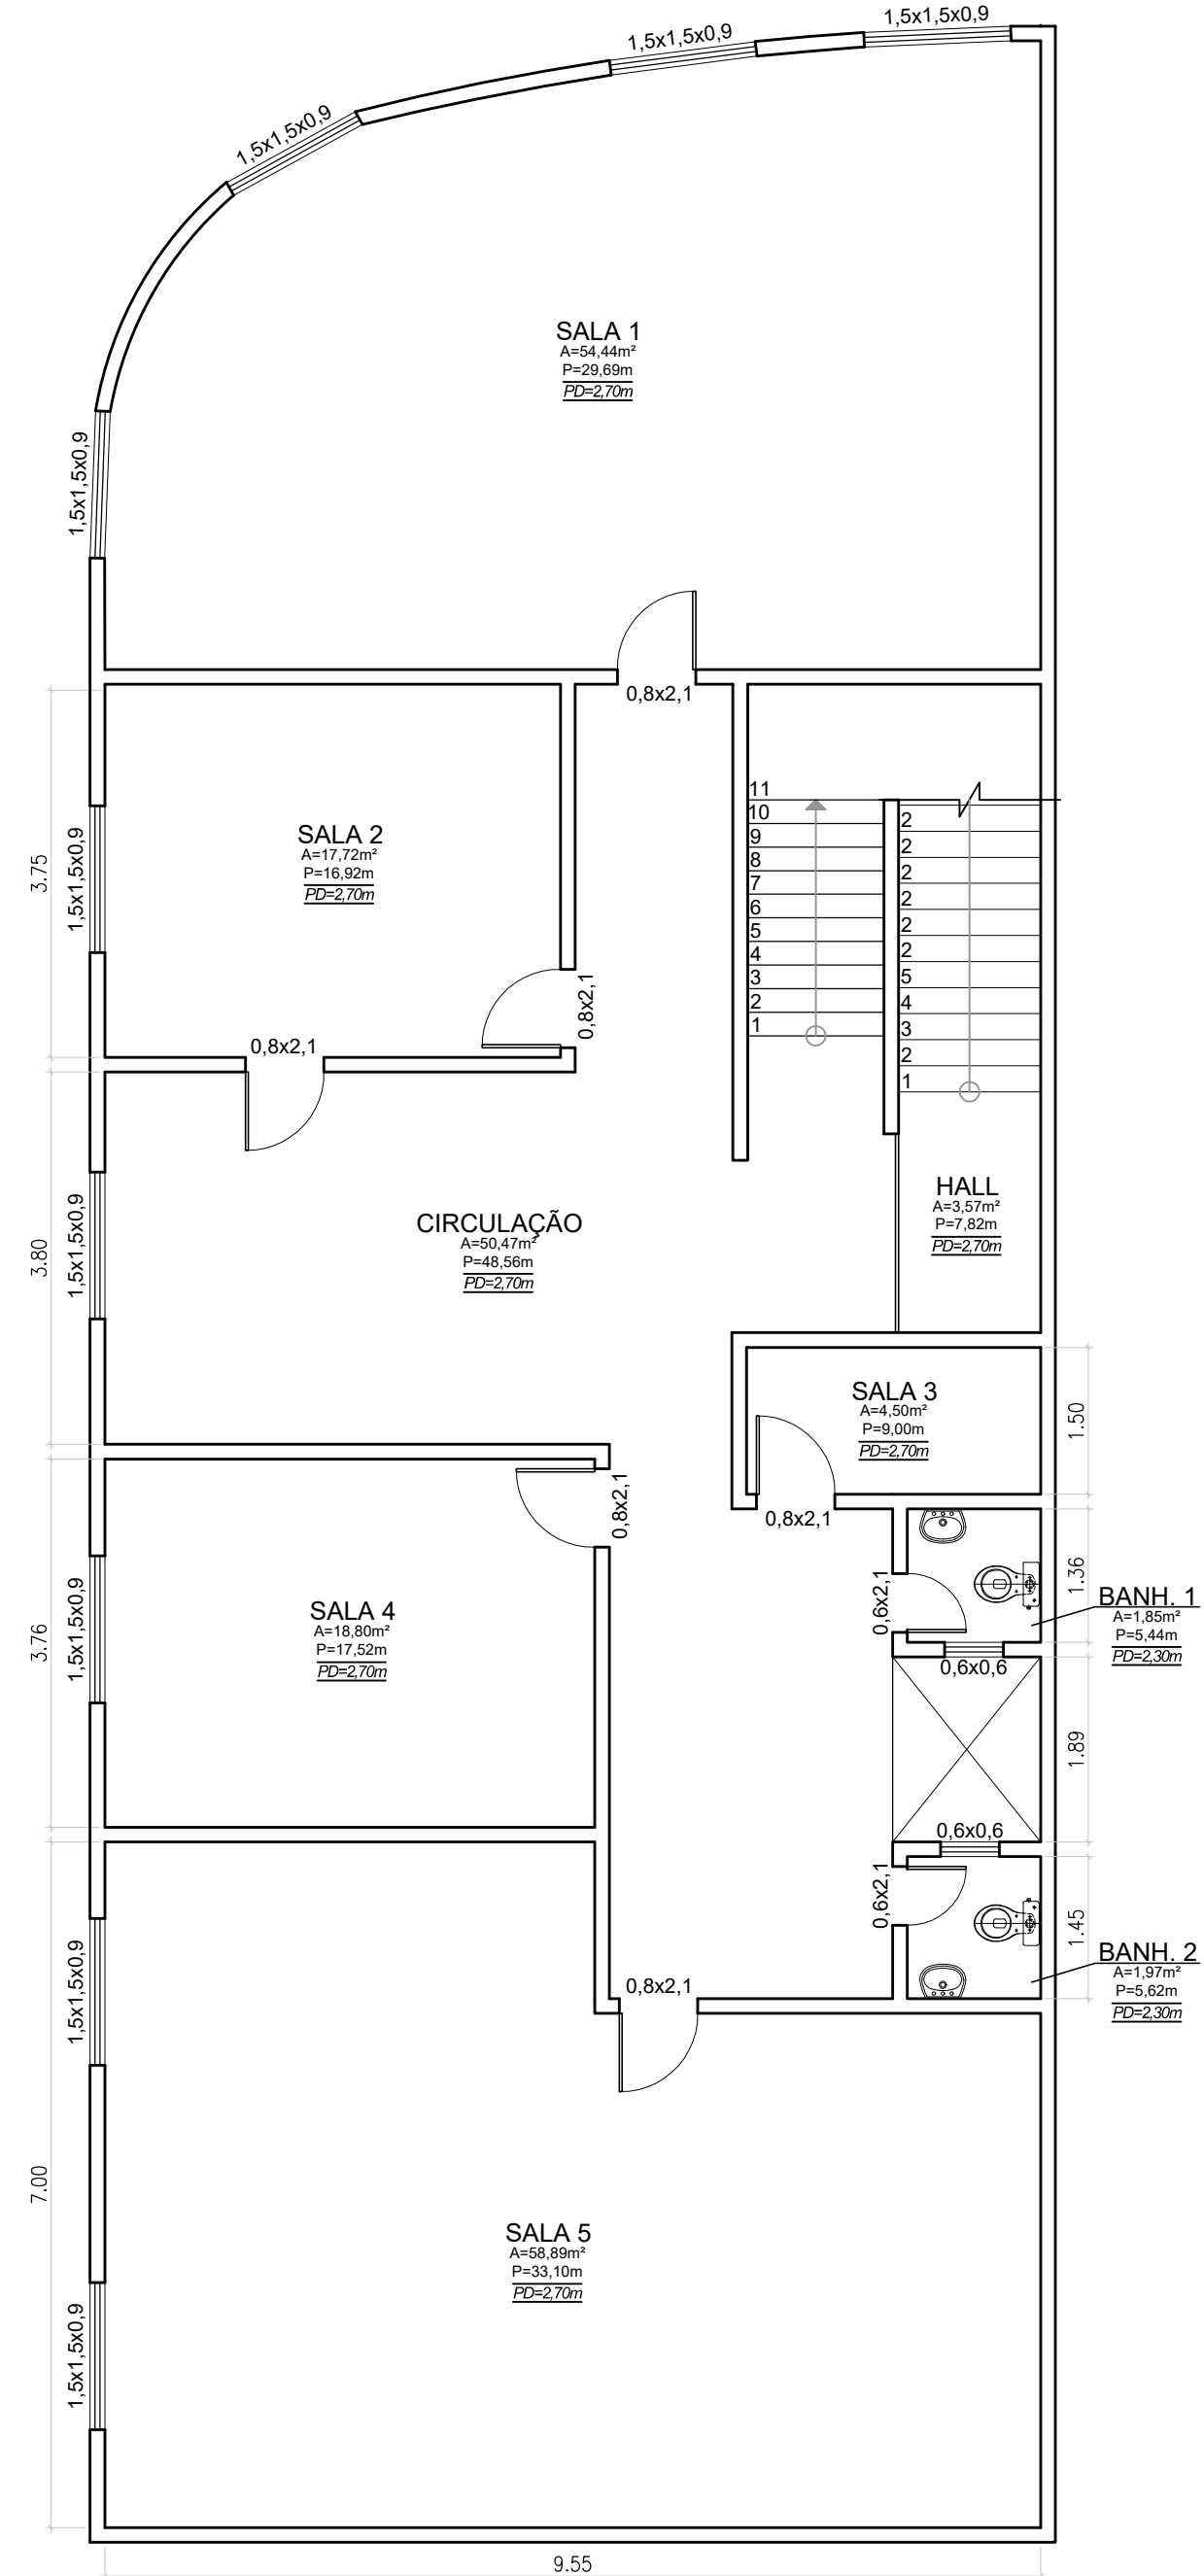 1,5x1,5x0,9
1,5x1,5x0,9
1,5x1,5x0,9
1,5x1,5x0,9
SALA 1
A=54,44m²
P=29,69m
PD=2,70m
0,8x2,1
3.75
1,5x1,5x0,9
SALA 2
A=17,72m²
P=16,92m
PD=2,70m
0,8x2,1
0,8x2,1
11
10
9
8
7
6
5
4
3
2
1
2
2
2
2
2
2
5
4
3
2
1
HALL
A=3,57m²
P=7,82m
PD=2,70m
3.80
1,5x1,5x0,9
CIRCULAÇÃO
A=50,47m²
P=48,56m
PD=2,70m
SALA 3
A=4,50m²
P=9,00m
PD=2,70m
0,8x2,1
1.50
0,8x2,1
3.76
1,5x1,5x0,9
SALA 4
A=18,80m²
P=17,52m
PD=2,70m
0,6x2,1
1.36
BANH. 1
A=1,85m²
P=5,44m
PD=2,30m
0,6x0,6
1.89
0,6x0,6
0,6x2,1
1.45
BANH. 2
A=1,97m²
P=5,62m
PD=2,30m
0,8x2,1
1,5x1,5x0,9
7.00
SALA 5
A=58,89m²
P=33,10m
PD=2,70m
1,5x1,5x0,9
9.55